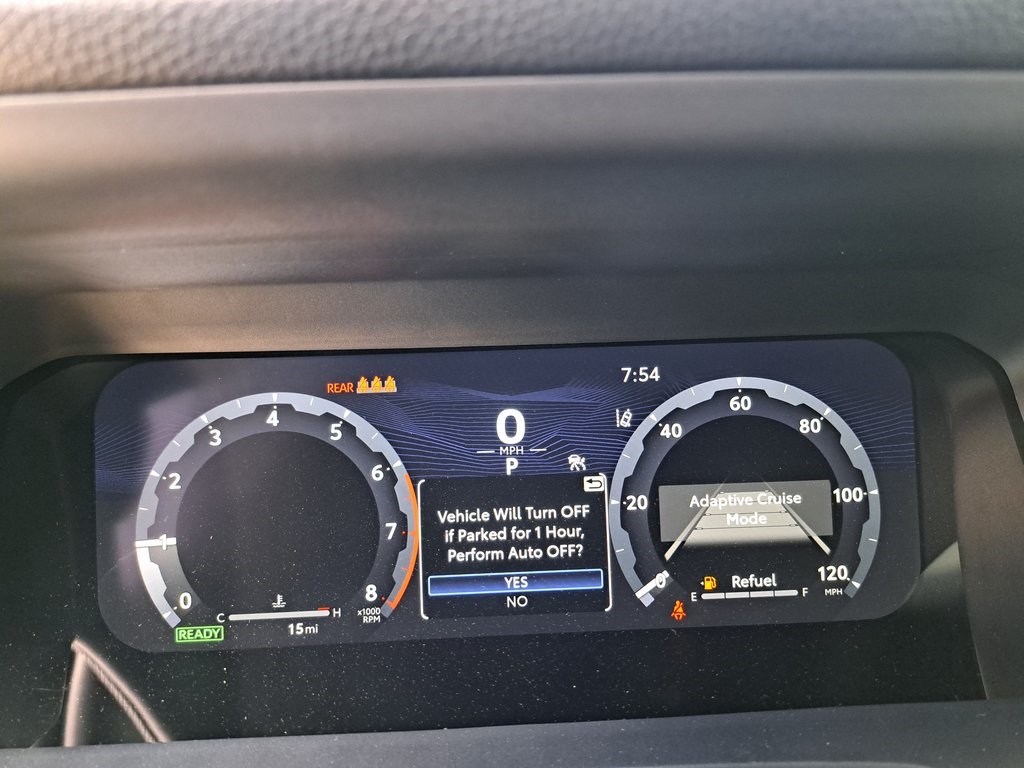 REAR
7:54
0
MPH
P
0
1
2
3
4
5
6
7
8
x1000
RPM
C
H
READY
15 mi
Vehicle Will Turn OFF
if Parked for 1 Hour,
Perform Auto OFF?
YES
NO
0
20
40
60
80
100
120
MPH
Adaptive Cruise
Mode
Refuel
E
F